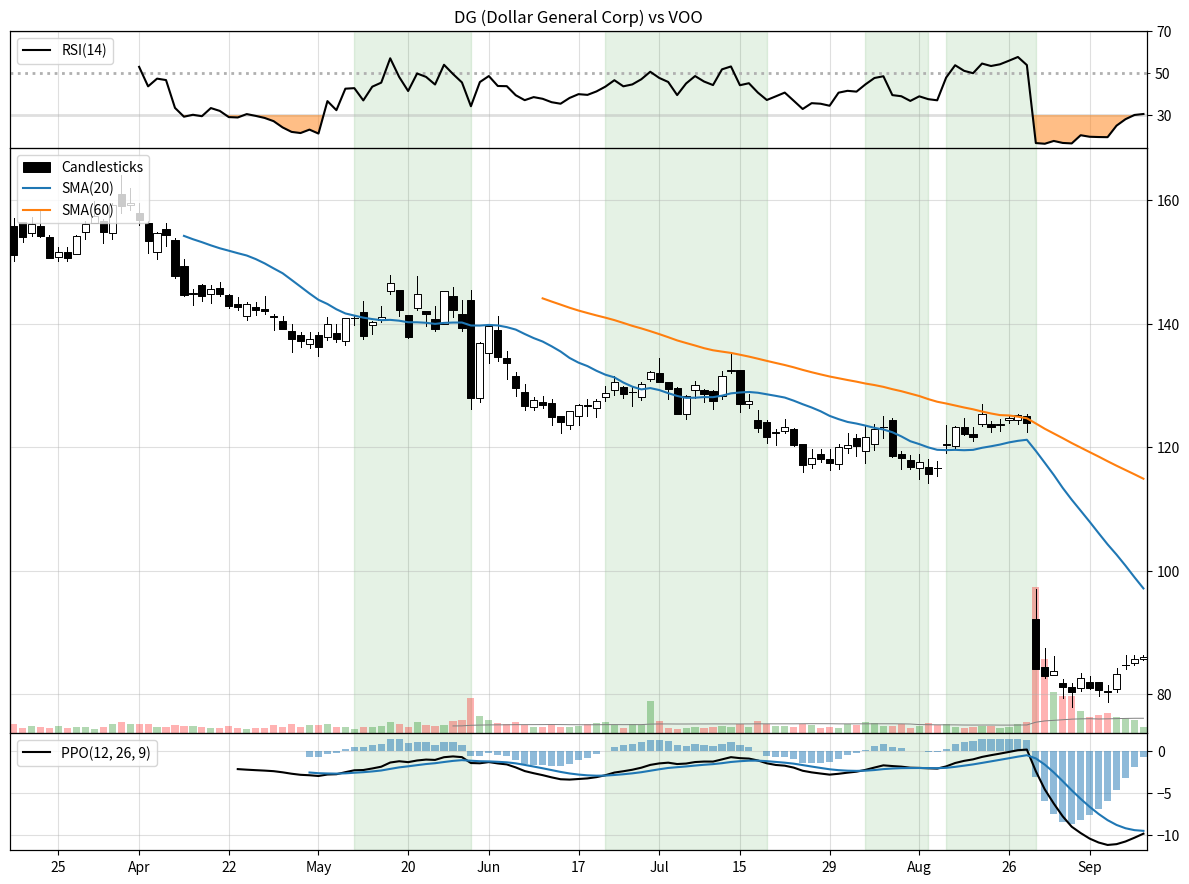 DG (Dollar General Corp) vs VOO
RSI(14)
70
50
30
Candlesticks
SMA(20)
SMA(60)
160
140
120
100
80
PPO(12, 26, 9)
0
−5
−10
25 Apr 22 May 20 Jun 17 Jul 15 29 Aug 26 Sep